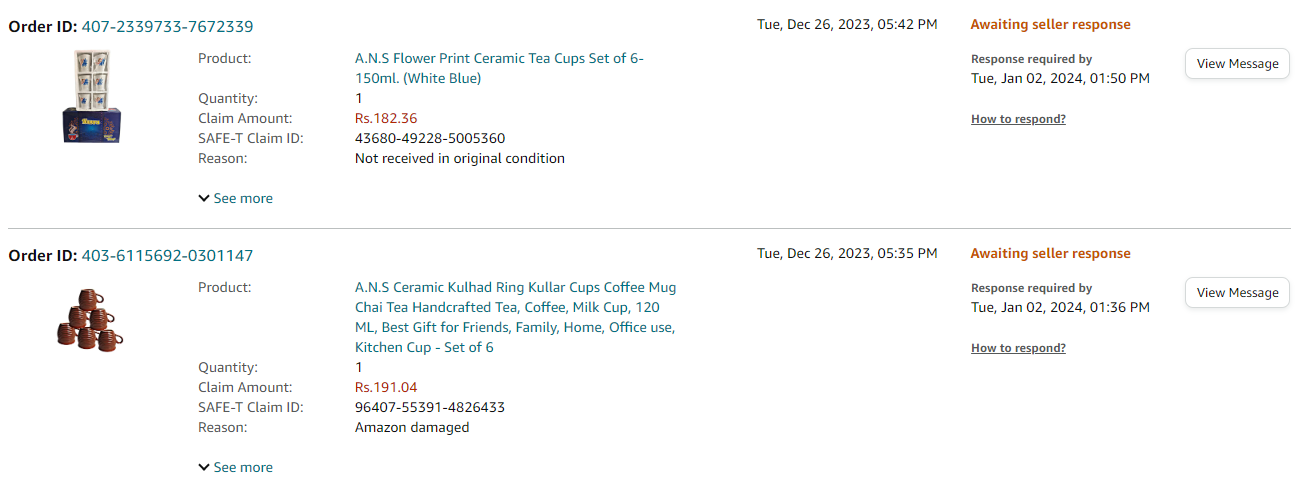 Order ID: 407-2339733-7672339
Tue, Dec 26, 2023, 05:42 PM
Awaiting seller response
Product:
A.N.S Flower Print Ceramic Tea Cups Set of 6-
150ml. (White Blue)
Response required by
Tue, Jan 02, 2024, 01:50 PM
View Message
Quantity:
1
Claim Amount:
Rs.182.36
How to respond?
SAFE-T Claim ID:
43680-49228-5005360
Reason:
Not received in original condition
See more
Order ID: 403-6115692-0301147
Tue, Dec 26, 2023, 05:35 PM
Awaiting seller response
Product:
A.N.S Ceramic Kulhad Ring Kullar Cups Coffee Mug
Chai Tea Handcrafted Tea, Coffee, Milk Cup, 120
ML, Best Gift for Friends, Family, Home, Office use,
Kitchen Cup - Set of 6
Response required by
Tue, Jan 02, 2024, 01:36 PM
View Message
How to respond?
Quantity:
1
Claim Amount:
Rs.191.04
SAFE-T Claim ID:
96407-55391-4826433
Reason:
Amazon damaged
See more